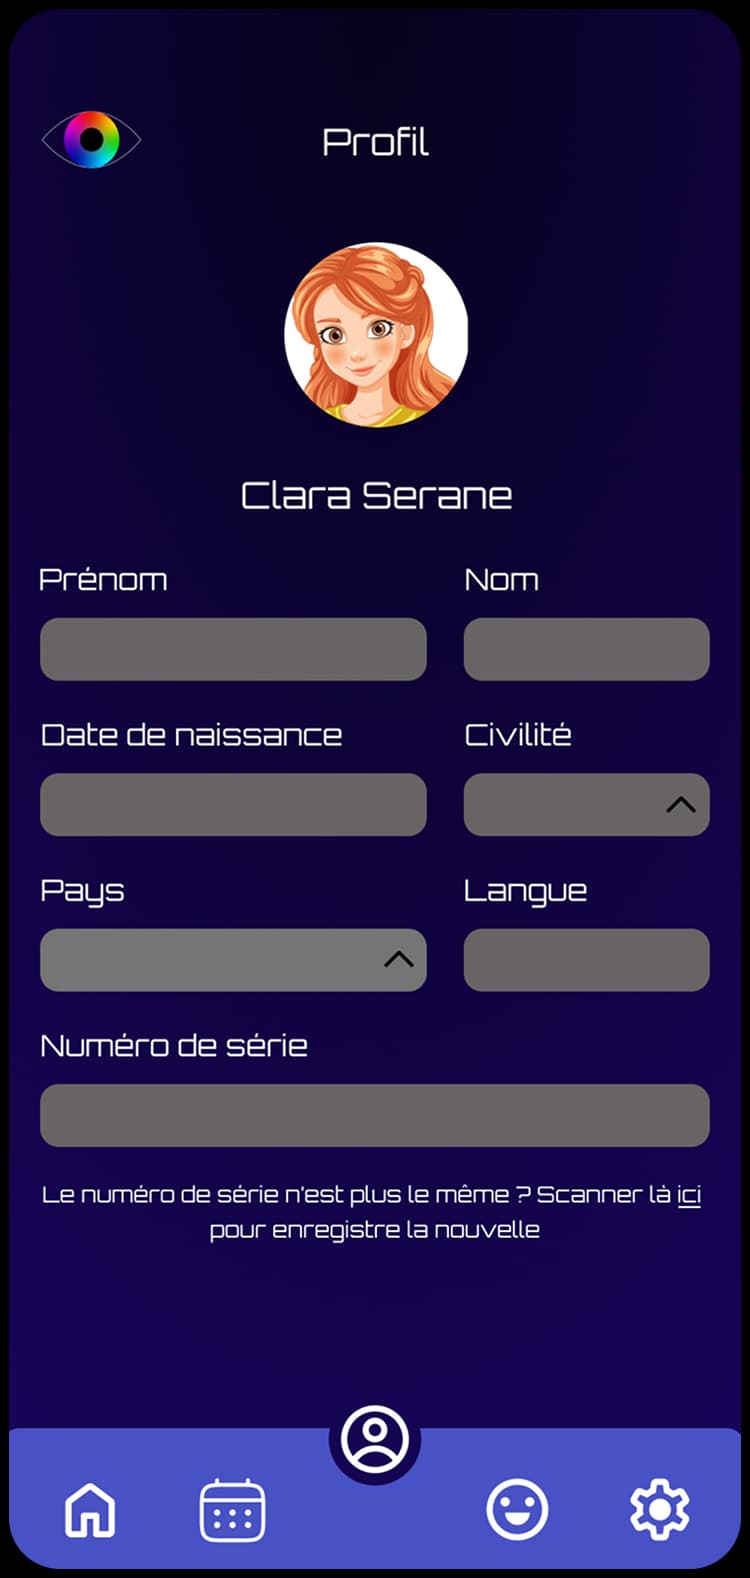 Profil
Clara Serane
Prénom
Nom
Date de naissance
Civilité
Pays
Langue
Numéro de série
Le numéro de série n'est plus le même ? Scanner là ici
pour enregistre la nouvelle